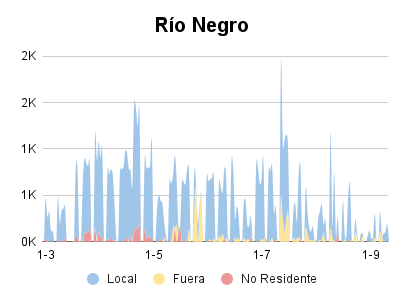 Río Negro
2K
2K
1K
1K
0K
1-3
1-5
1-7
1-9
Local
Fuera
No Residente